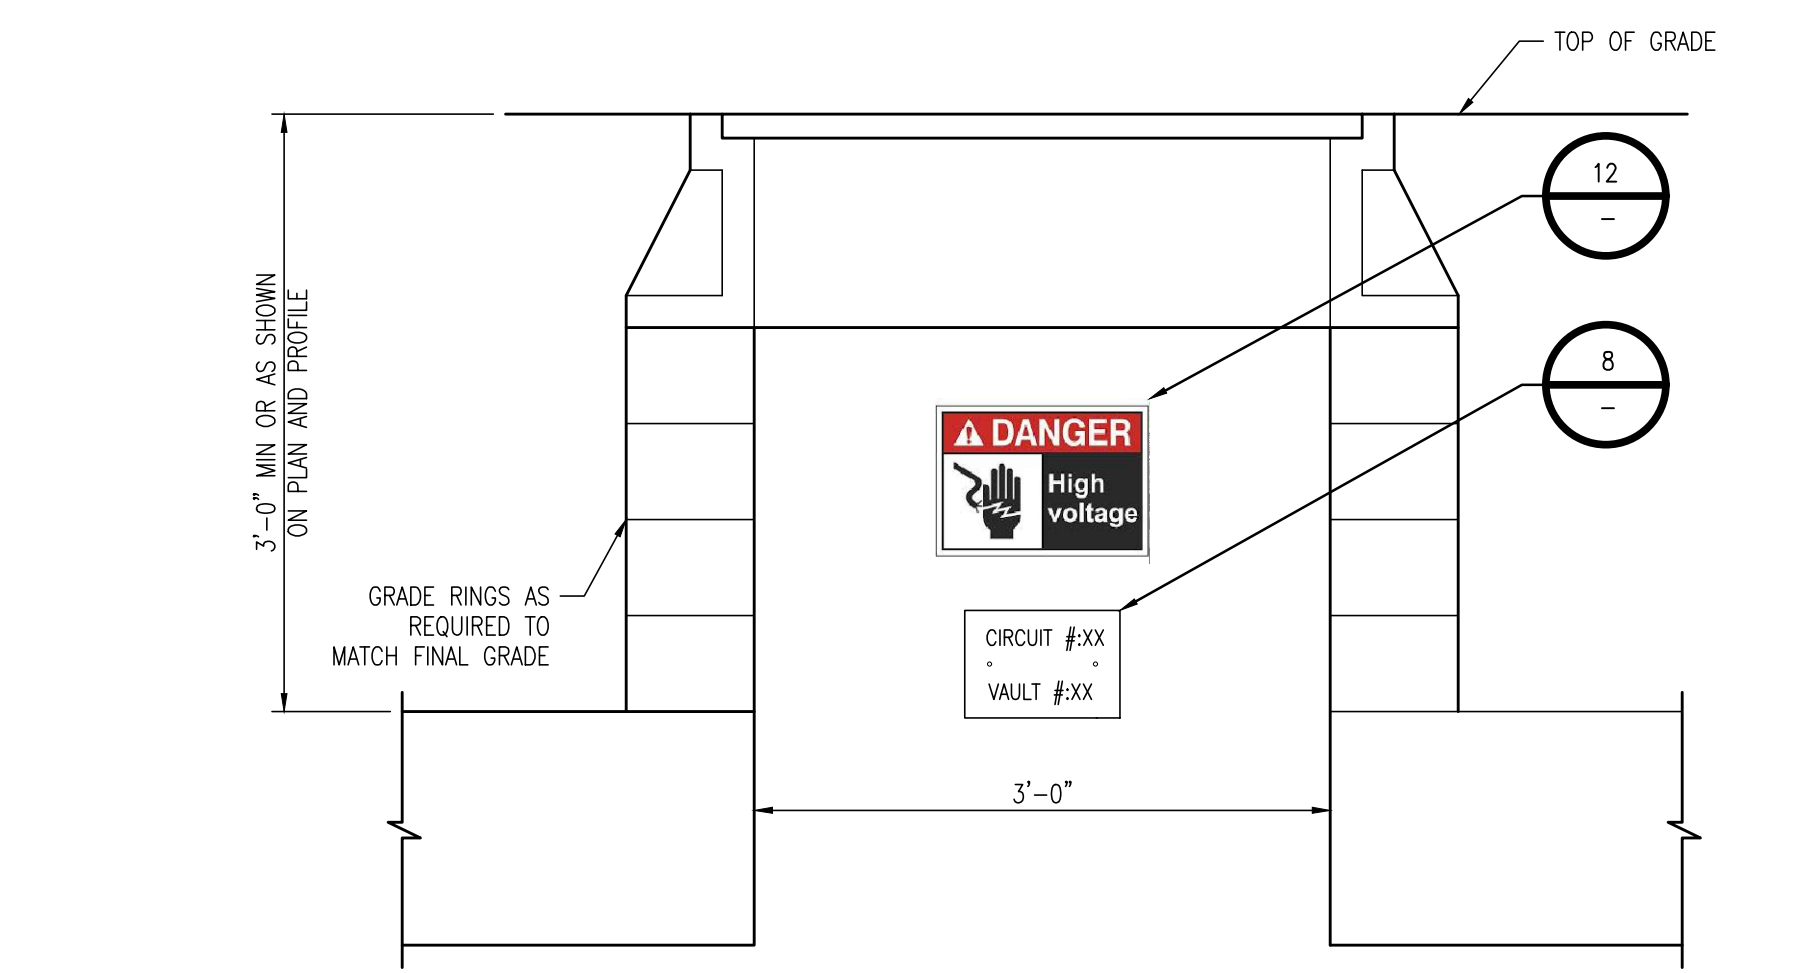 TOP OF GRADE
12
–
3'-0" MIN OR AS SHOWN
ON PLAN AND PROFILE
8
–
DANGER
High
voltage
GRADE RINGS AS
REQUIRED TO
MATCH FINAL GRADE
CIRCUIT #:XX
VAULT #:XX
3'-0"